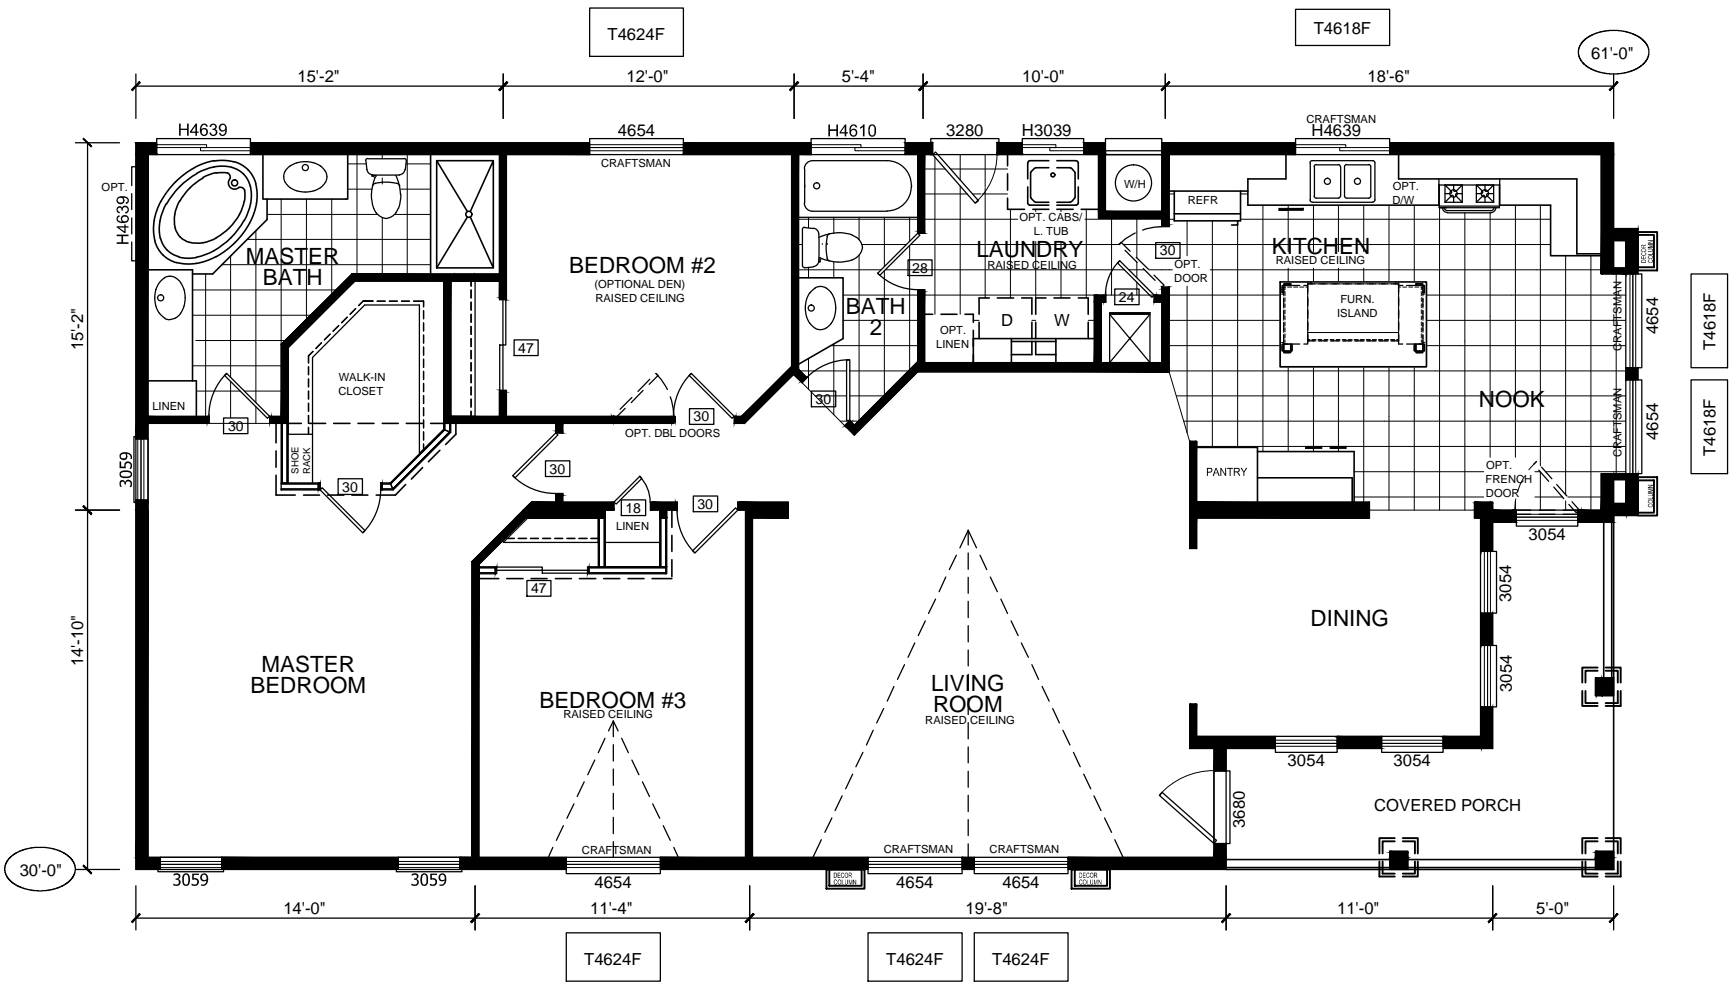 T4624F
T4618F
61'-0"
15'-2"
12'-0"
5'-4"
10'-0"
18'-6"
H4639
4654
CRAFTSMAN
H4610
3280
H3039
CRAFTSMAN
H4639
OPT.
H4639
W/H
REFR
OPT.
D/W
OPT. CABS/
L. TUB
MASTER
BATH
BEDROOM #2
(OPTIONAL DEN)
RAISED CEILING
LAUNDRY
RAISED CEILING
28
30
OPT.
DOOR
KITCHEN
RAISED CEILING
DECOR
COLUMN
24
FURN.
ISLAND
BATH
2
D
W
OPT.
LINEN
CRAFTSMAN
4654
T4618F
15'-2"
47
WALK-IN
CLOSET
LINEN
30
30
30
OPT. DBL DOORS
NOOK
CRAFTSMAN
4654
T4618F
3059
SHOE
RACK
30
30
PANTRY
OPT.
FRENCH
DOOR
DECOR
COLUMN
18
LINEN
30
3054
47
3054
14'-10"
DINING
MASTER
BEDROOM
BEDROOM #3
RAISED CEILING
LIVING
ROOM
RAISED CEILING
3054
3054
3054
3680
COVERED PORCH
30'-0"
CRAFTSMAN
CRAFTSMAN
CRAFTSMAN
3059
3059
4654
DECOR
COLUMN
4654
4654
DECOR
COLUMN
14'-0"
11'-4"
19'-8"
11'-0"
5'-0"
T4624F
T4624F
T4624F